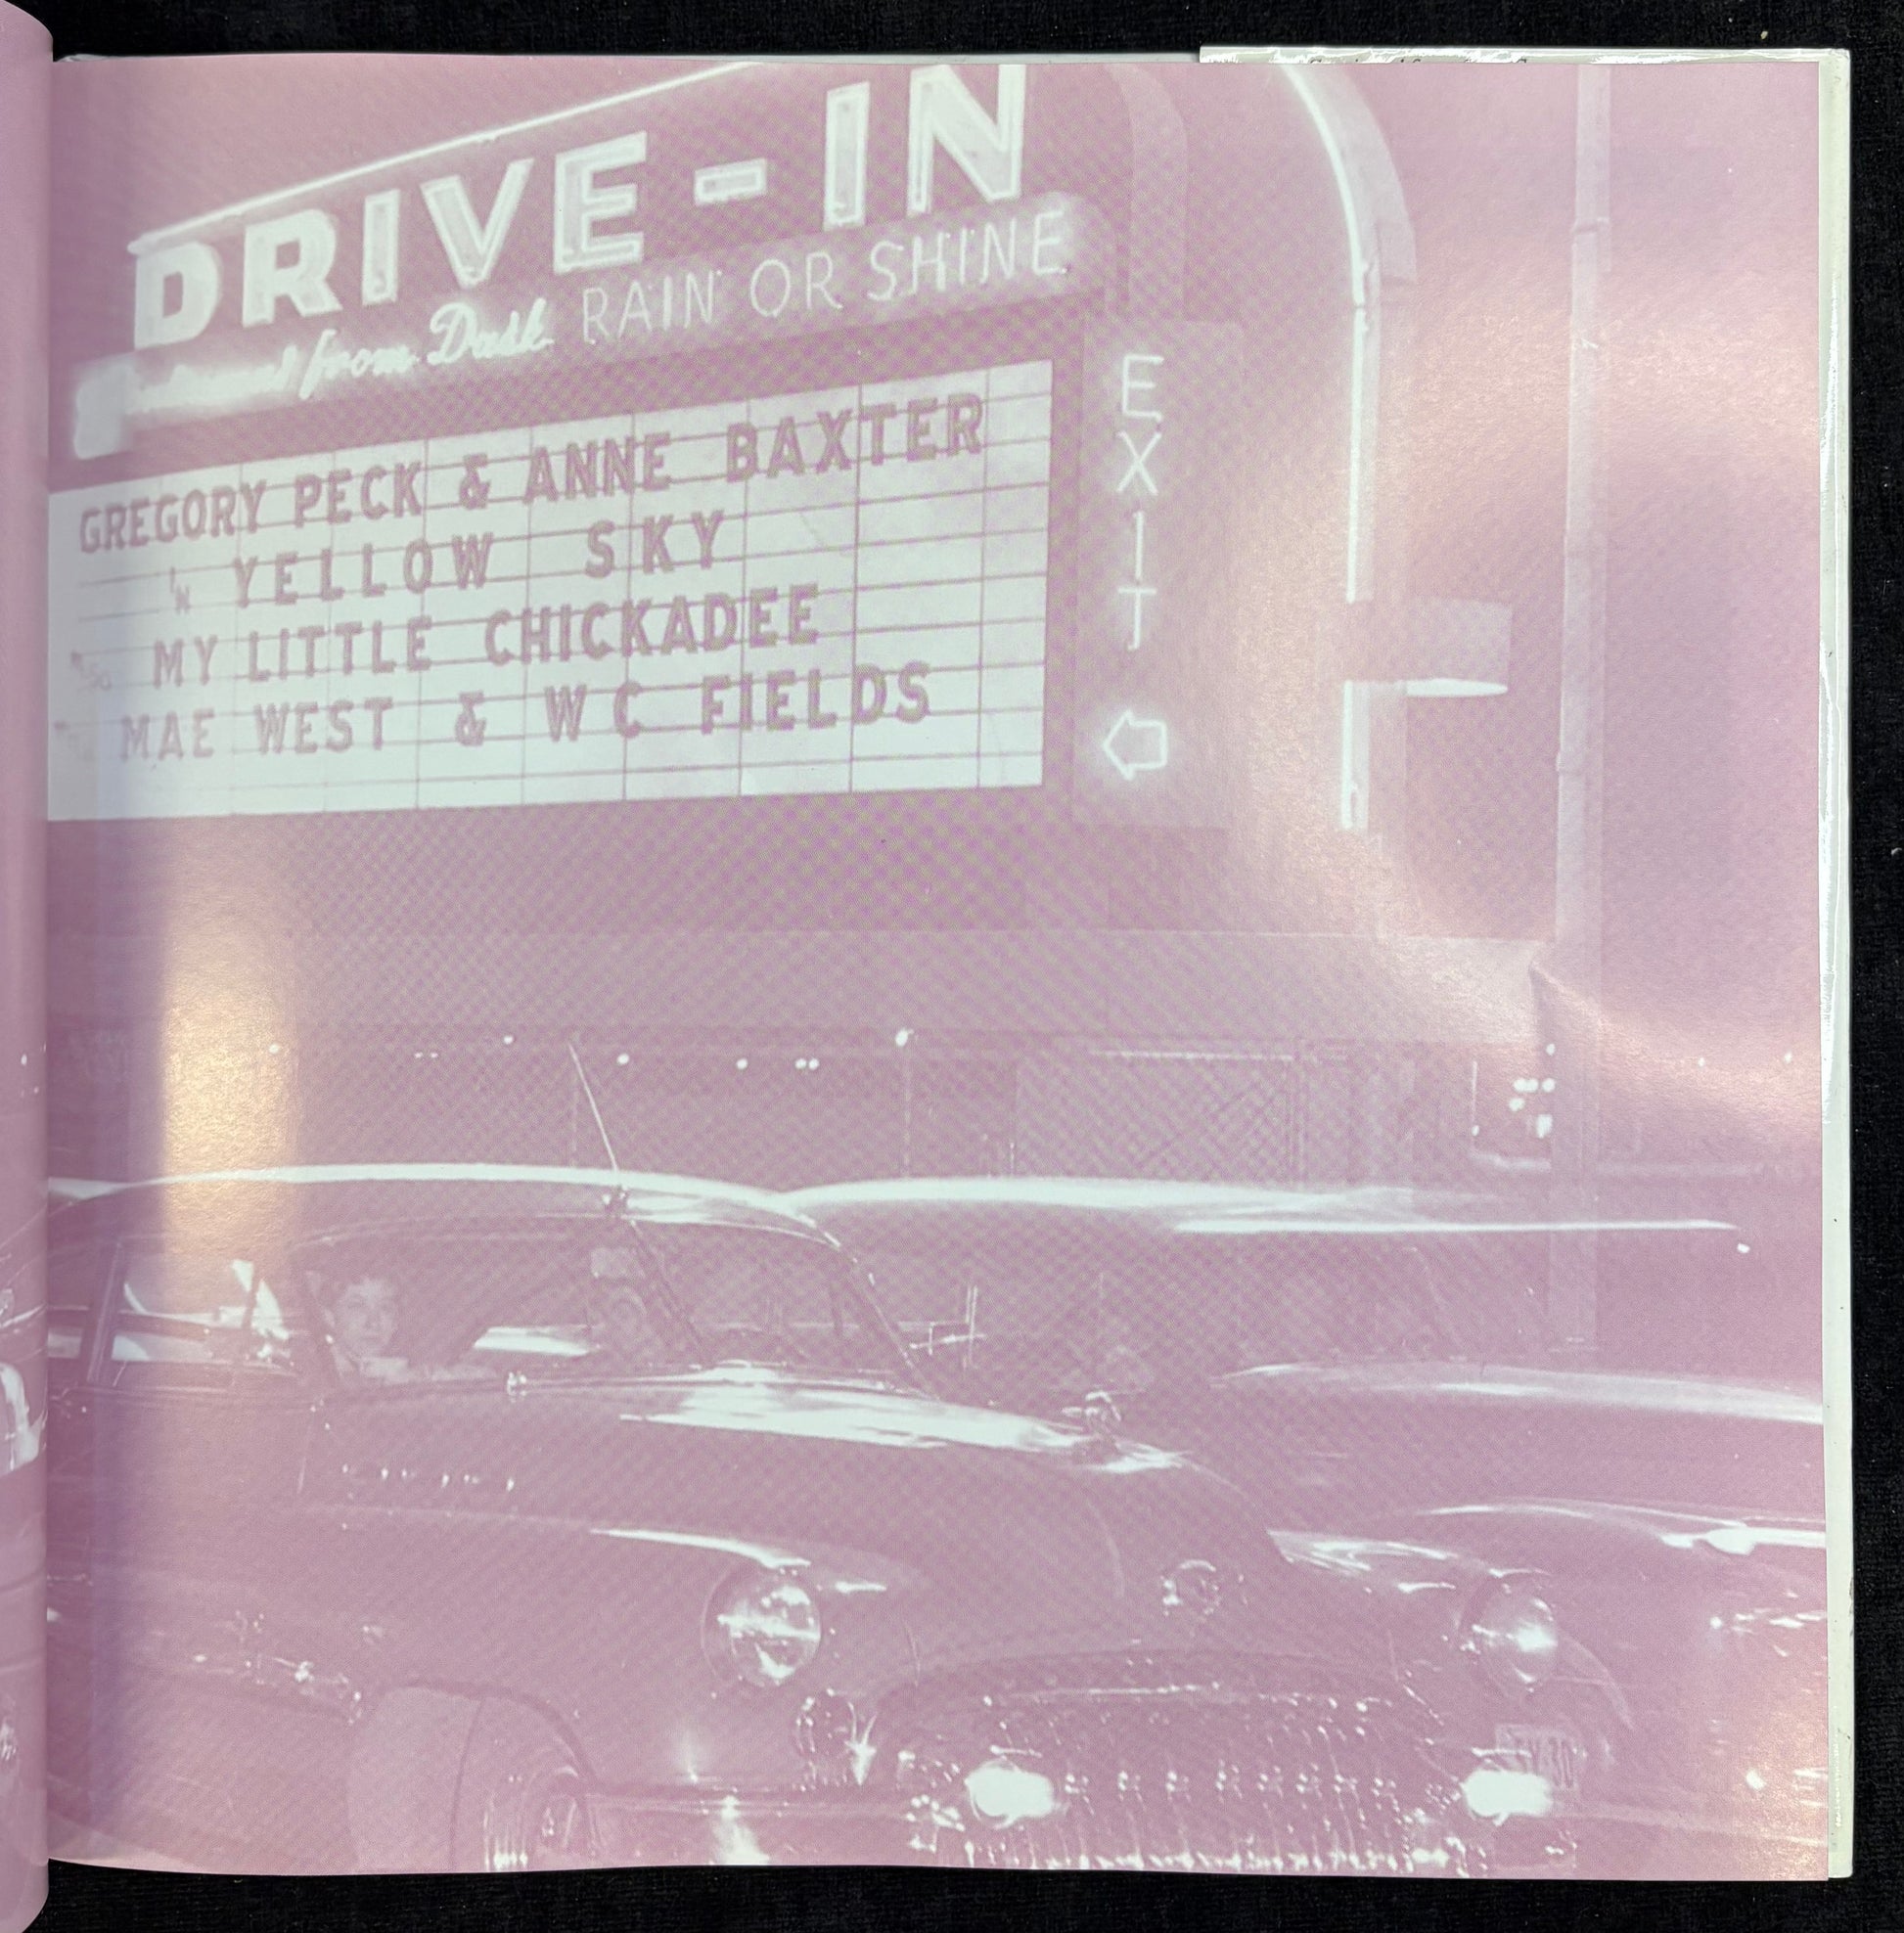 DRIVE-IN
from Dusk RAIN OR SHINE
GREGORY PECK & ANNE BAXTER
'N YELLOW SKY
MY LITTLE CHICKADEE
MAE WEST & W C FIELDS
EXIT